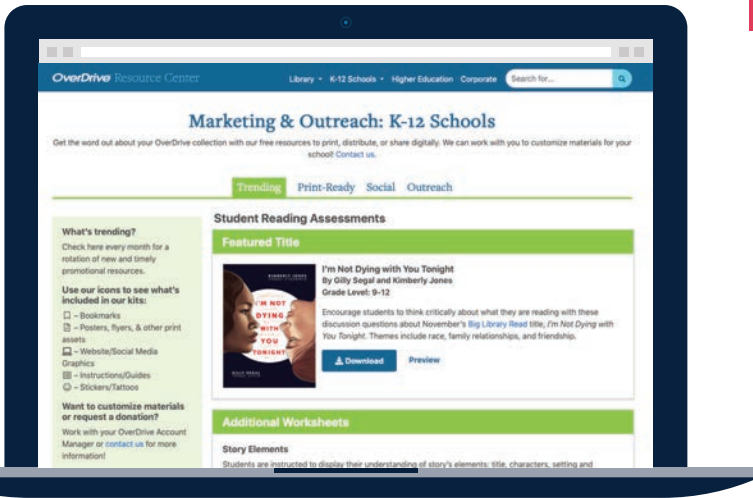 OverDrive Resource Center
Library
K-12 Schools
Higher Education
Corporate
Search for...
Marketing & Outreach: K-12 Schools
Get the word out about your OverDrive collection with our free resources to print, distribute, or share digitally. We can work with you to customize materials for your
school! Contact us.
Trending
Print-Ready
Social
Outreach
What's trending?
Check here every month for a
rotation of new and timely
promotional resources.
Use our icons to see what's
included in our kits:
– Bookmarks
– Posters, flyers, & other print
assets
– Website/Social Media
Graphics
– Instructions/Guides
– Stickers/Tattoos
Want to customize materials
or request a donation?
Work with your OverDrive Account
Manager or contact us for more
information!
Student Reading Assessments
Featured Title
KIMBERLY JONES
I'M NOT
DYING
WITH
YOU
TONIGHT
GILLY SEGAL
I'm Not Dying with You Tonight
By Gilly Segal and Kimberly Jones
Grade Level: 9-12
Encourage students to think critically about what they are reading with these
discussion questions about November's Big Library Read title, I'm Not Dying with
You Tonight. Themes include race, family relationships, and friendship.
Download
Preview
Additional Worksheets
Story Elements
Students are instructed to display their understanding of story's elements: title, characters, setting and